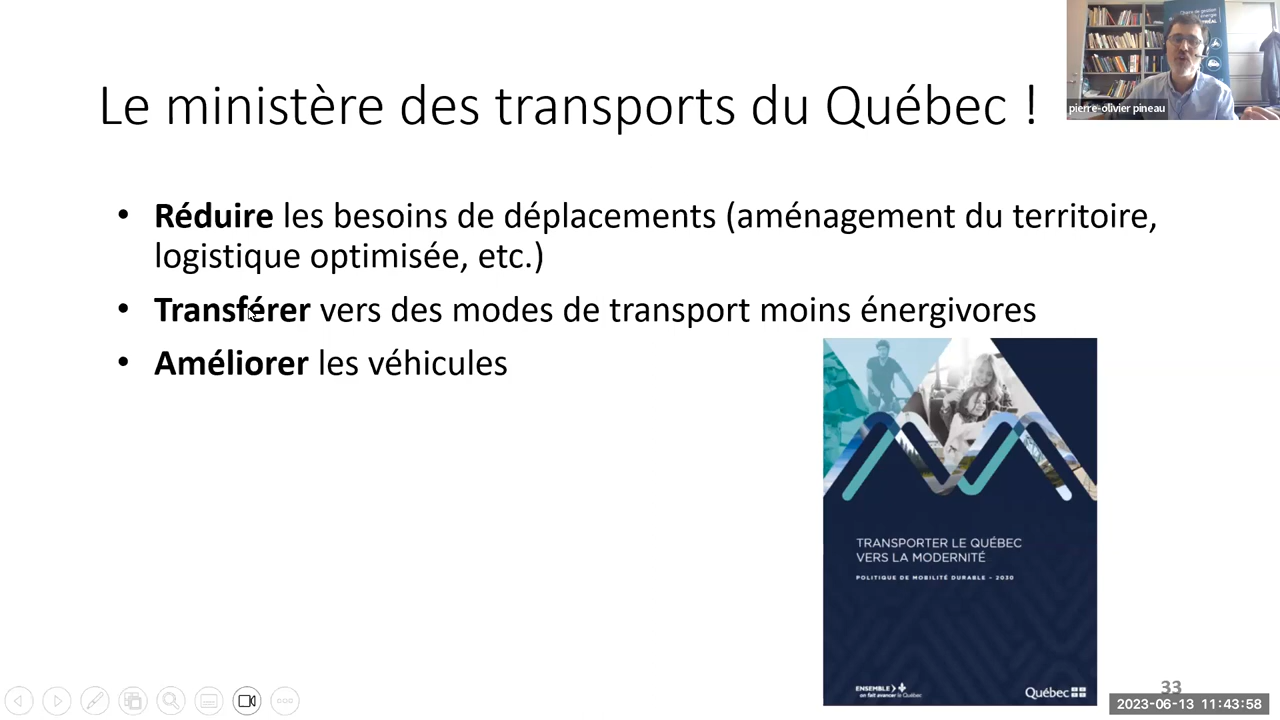 Le ministère des transports du Québec !
pierre-olivier pineau
• Réduire les besoins de déplacements (aménagement du territoire,
logistique optimisée, etc.)
• Transférer vers des modes de transport moins énergivores
• Améliorer les véhicules
TRANSPORTER LE QUÉBEC
VERS LA MODERNITÉ
POLITIQUE DE MOBILITÉ DURABLE – 2030
ENSEMBLE
on fait avancer le Québec
Québec
33
2023-06-13 11:43:58